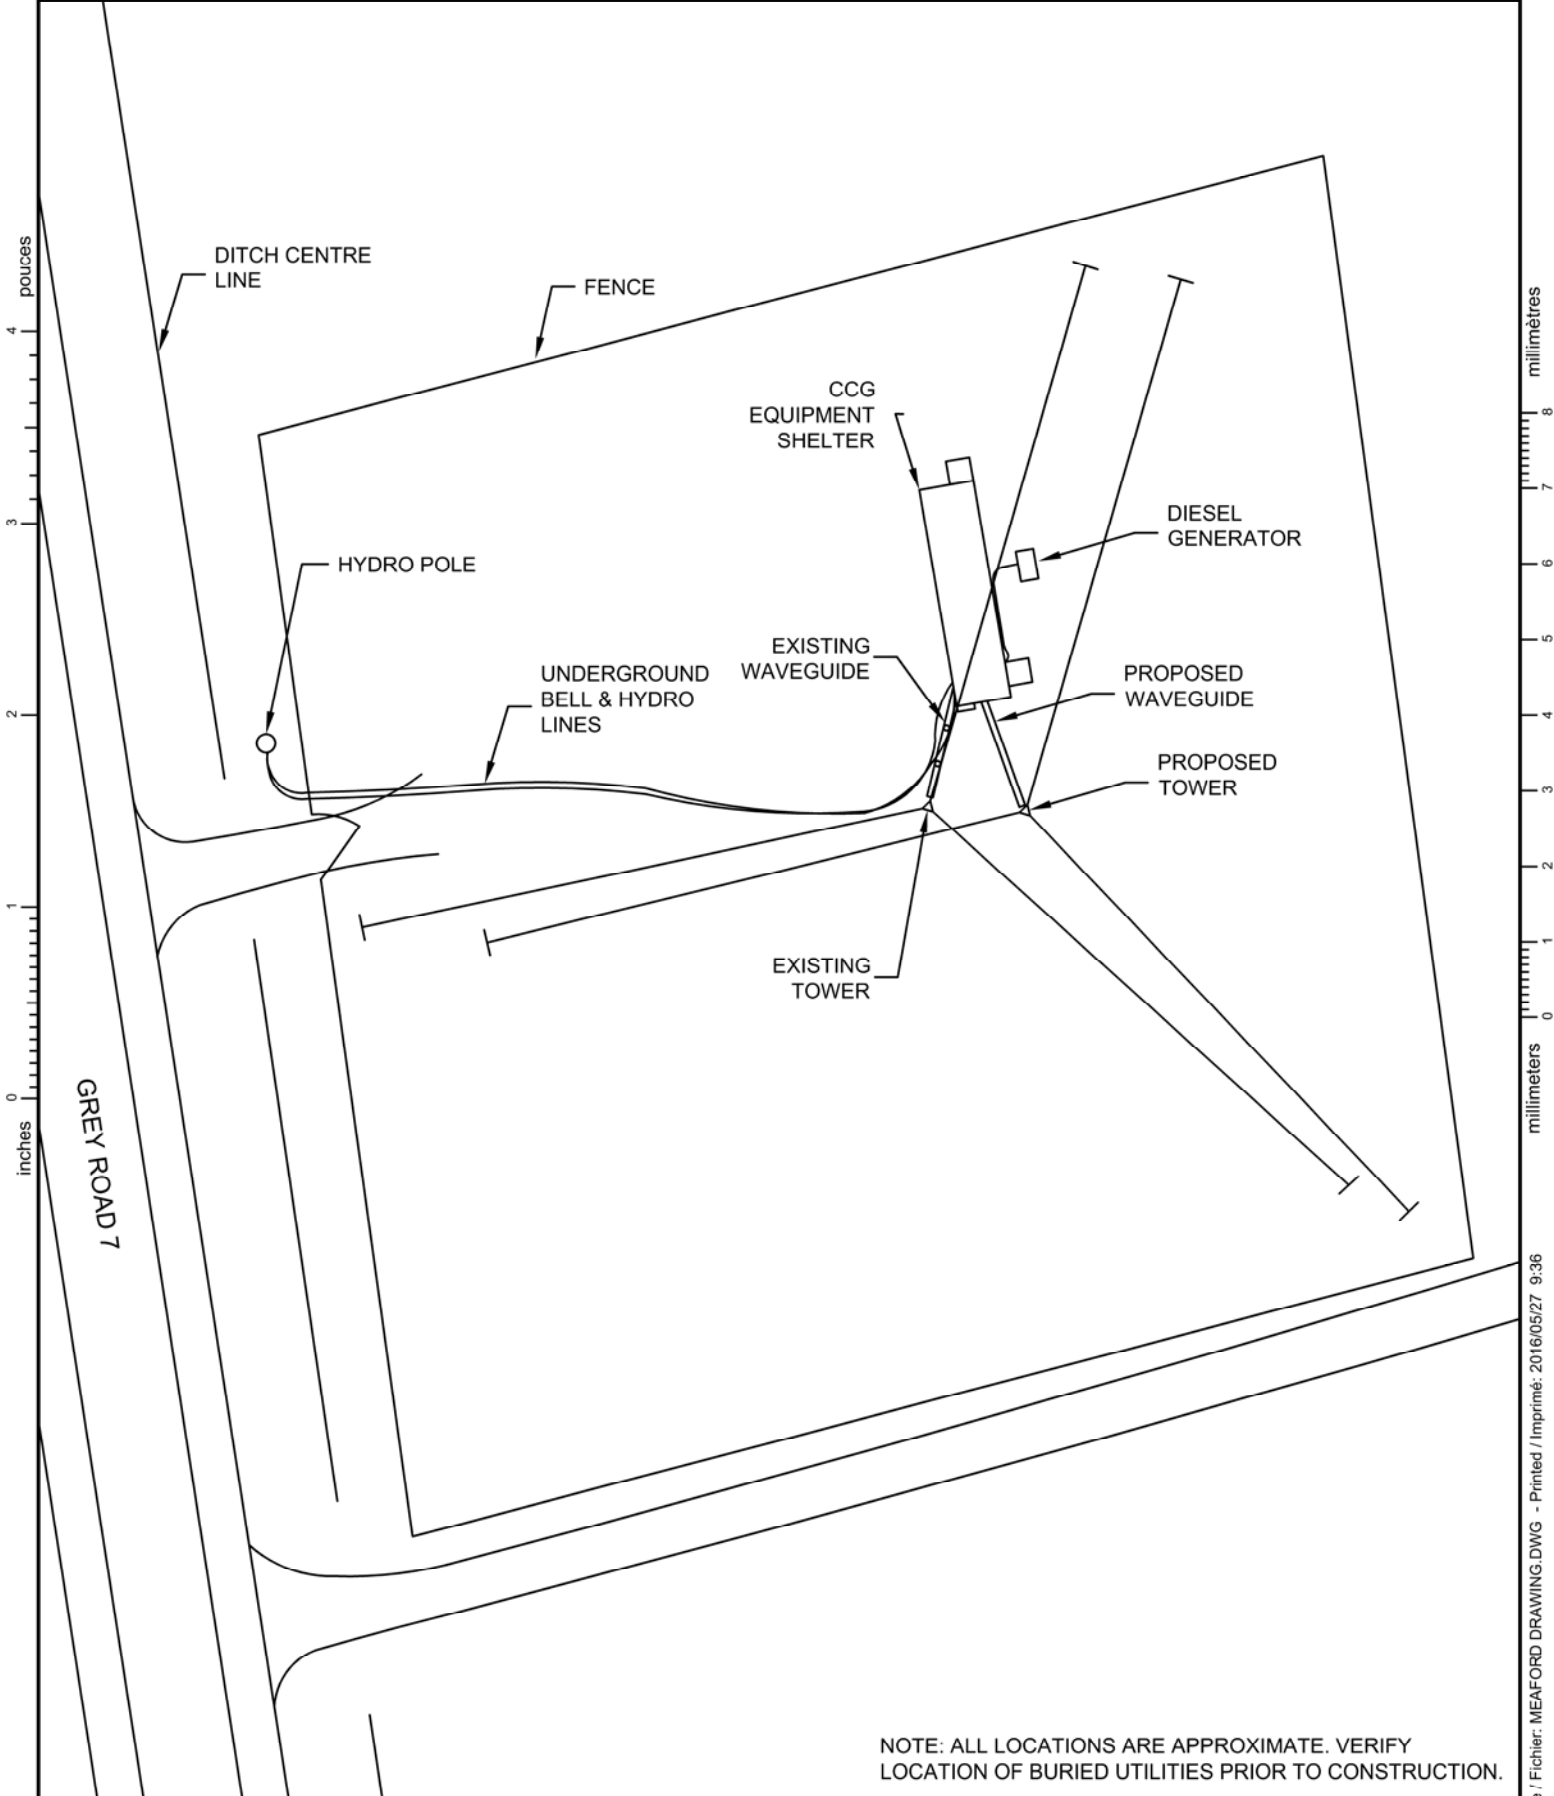 pouces
4
3
2
1
0
inches
DITCH CENTRE
LINE
FENCE
CCG
EQUIPMENT
SHELTER
DIESEL
GENERATOR
HYDRO POLE
EXISTING
WAVEGUIDE
UNDERGROUND
BELL & HYDRO
LINES
PROPOSED
WAVEGUIDE
PROPOSED
TOWER
EXISTING
TOWER
GREY ROAD 7
NOTE: ALL LOCATIONS ARE APPROXIMATE. VERIFY
LOCATION OF BURIED UTILITIES PRIOR TO CONSTRUCTION.
millimètres
8
7
6
5
4
3
2
1
0
millimeters
/ Fichier: MEAFORD DRAWING.DWG - Printed / Imprimé: 2016/05/27 9:36